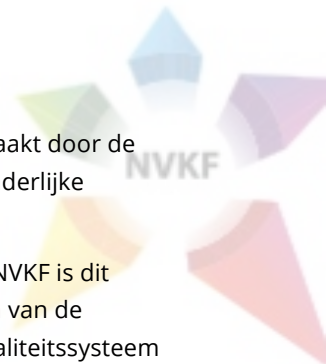 aakt door de
NVKF
derlijke
NVKF is dit
van de
aliteitssysteem